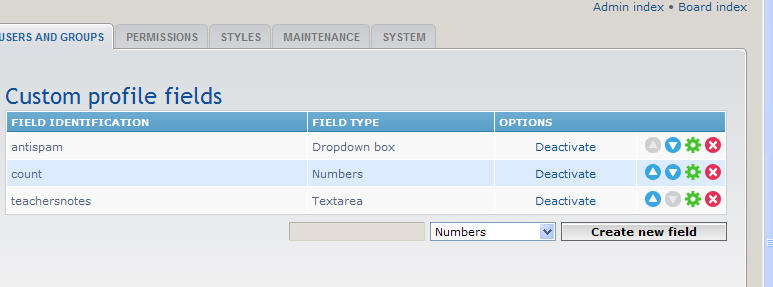 Admin index • Board index
USERS AND GROUPS PERMISSIONS STYLES MAINTENANCE SYSTEM
Custom profile fields
FIELD IDENTIFICATION FIELD TYPE OPTIONS
antispam Dropdown box Deactivate
count Numbers Deactivate
teachersnotes Textarea Deactivate
Numbers Create new field